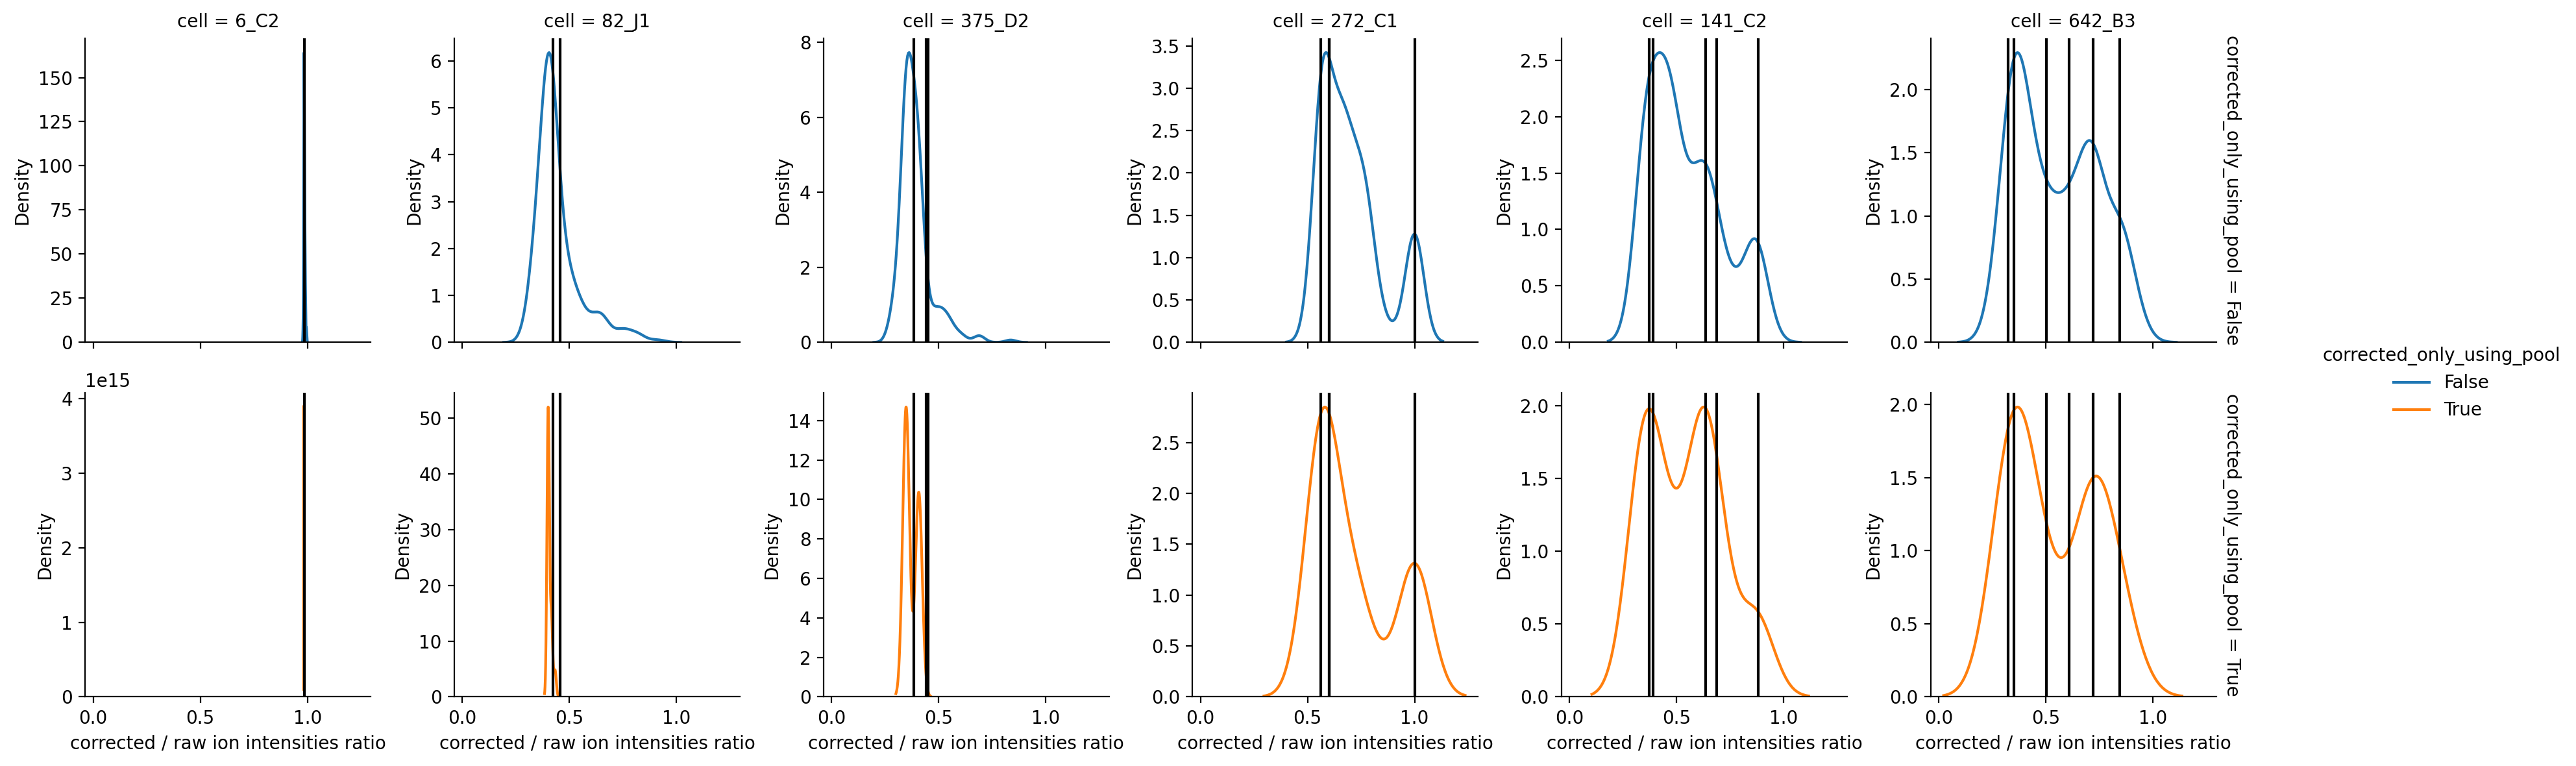 cell = 6_C2
cell = 82_J1
cell = 375_D2
cell = 272_C1
cell = 141_C2
cell = 642_B3
Density
150
125
100
75
50
25
0
Density
6
5
4
3
2
1
0
Density
8
6
4
2
0
Density
3.5
3.0
2.5
2.0
1.5
1.0
0.5
0.0
Density
2.5
2.0
1.5
1.0
0.5
0.0
Density
2.0
1.5
1.0
0.5
0.0
corrected_only_using_pool = False
corrected_only_using_pool
False
True
1e15
Density
4
3
2
1
0
Density
50
40
30
20
10
0
Density
14
12
10
8
6
4
2
0
Density
2.5
2.0
1.5
1.0
0.5
0.0
Density
2.0
1.5
1.0
0.5
0.0
Density
2.0
1.5
1.0
0.5
0.0
corrected_only_using_pool = True
0.0 0.5 1.0
0.0 0.5 1.0
0.0 0.5 1.0
0.0 0.5 1.0
0.0 0.5 1.0
0.0 0.5 1.0
corrected / raw ion intensities ratio
corrected / raw ion intensities ratio
corrected / raw ion intensities ratio
corrected / raw ion intensities ratio
corrected / raw ion intensities ratio
corrected / raw ion intensities ratio